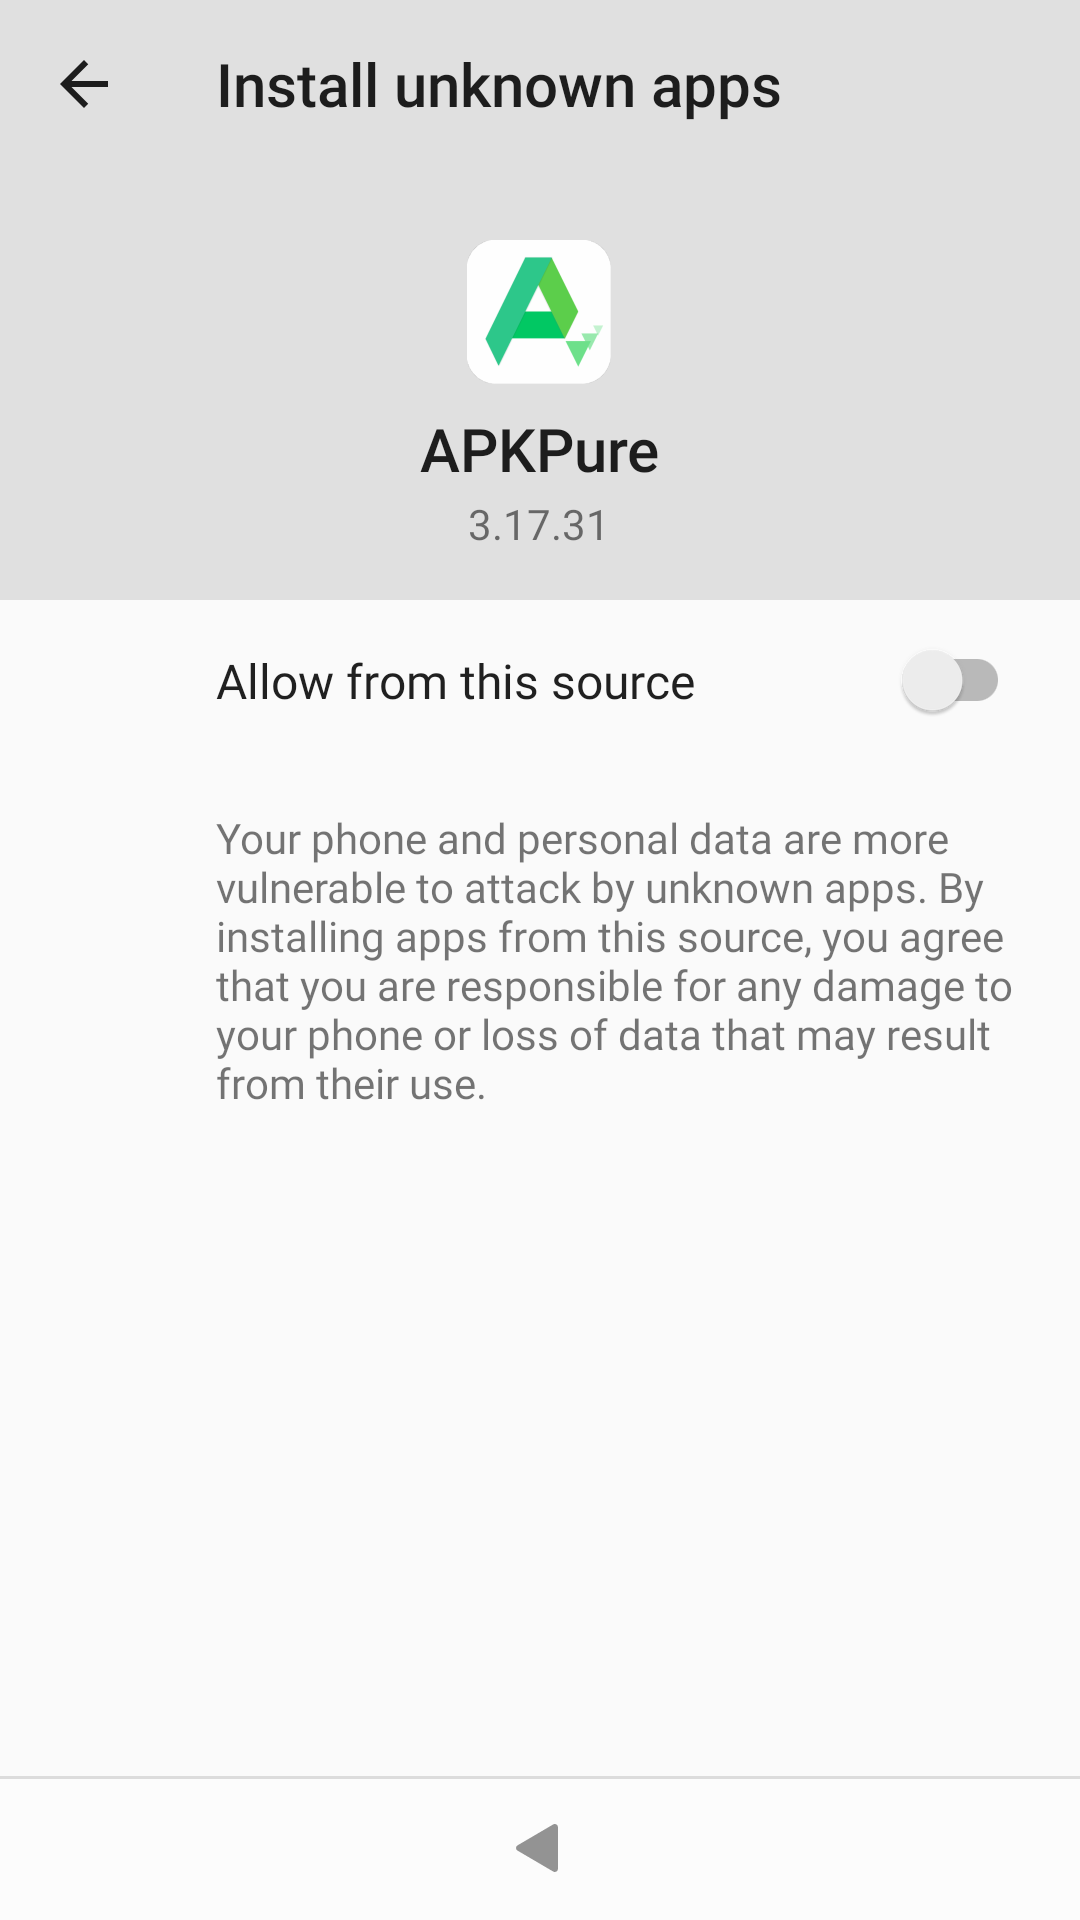 Install unknown apps
APKPure
3.17.31
Allow from this source
Your phone and personal data are more
vulnerable to attack by unknown apps. By
installing apps from this source, you agree
that you are responsible for any damage to
your phone or loss of data that may result
from their use.